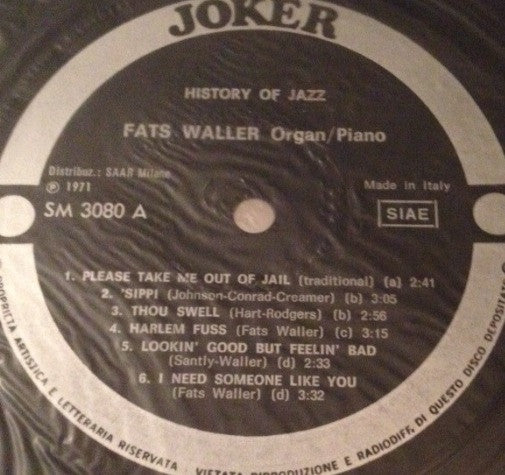 JOKER
HISTORY OF JAZZ
FATS WALLER Organ/Piano
Distribuz.: SAAR Milano
Ⓟ 1971
Made in Italy
SM 3080 A
SIAE
1. PLEASE TAKE ME OUT OF JAIL (traditional) (a) 2:41
2. 'SIPPI (Johnson-Conrad-Creamer) (b) 3:05
3. THOU SWELL (Hart-Rodgers) (b) 2:56
4. HARLEM FUSS (Fats Waller) (c) 3:15
5. LOOKIN' GOOD BUT FEELIN' BAD
(Santly-Waller) (d) 2:33
6. I NEED SOMEONE LIKE YOU
(Fats Waller) (d) 3:32
PROPRIETA ARTISTICA E LETTERARIA RISERVATA - VIETATA RIPRODUZIONE E RADIODIFF. DI QUESTO DISCO DEPOSITATO